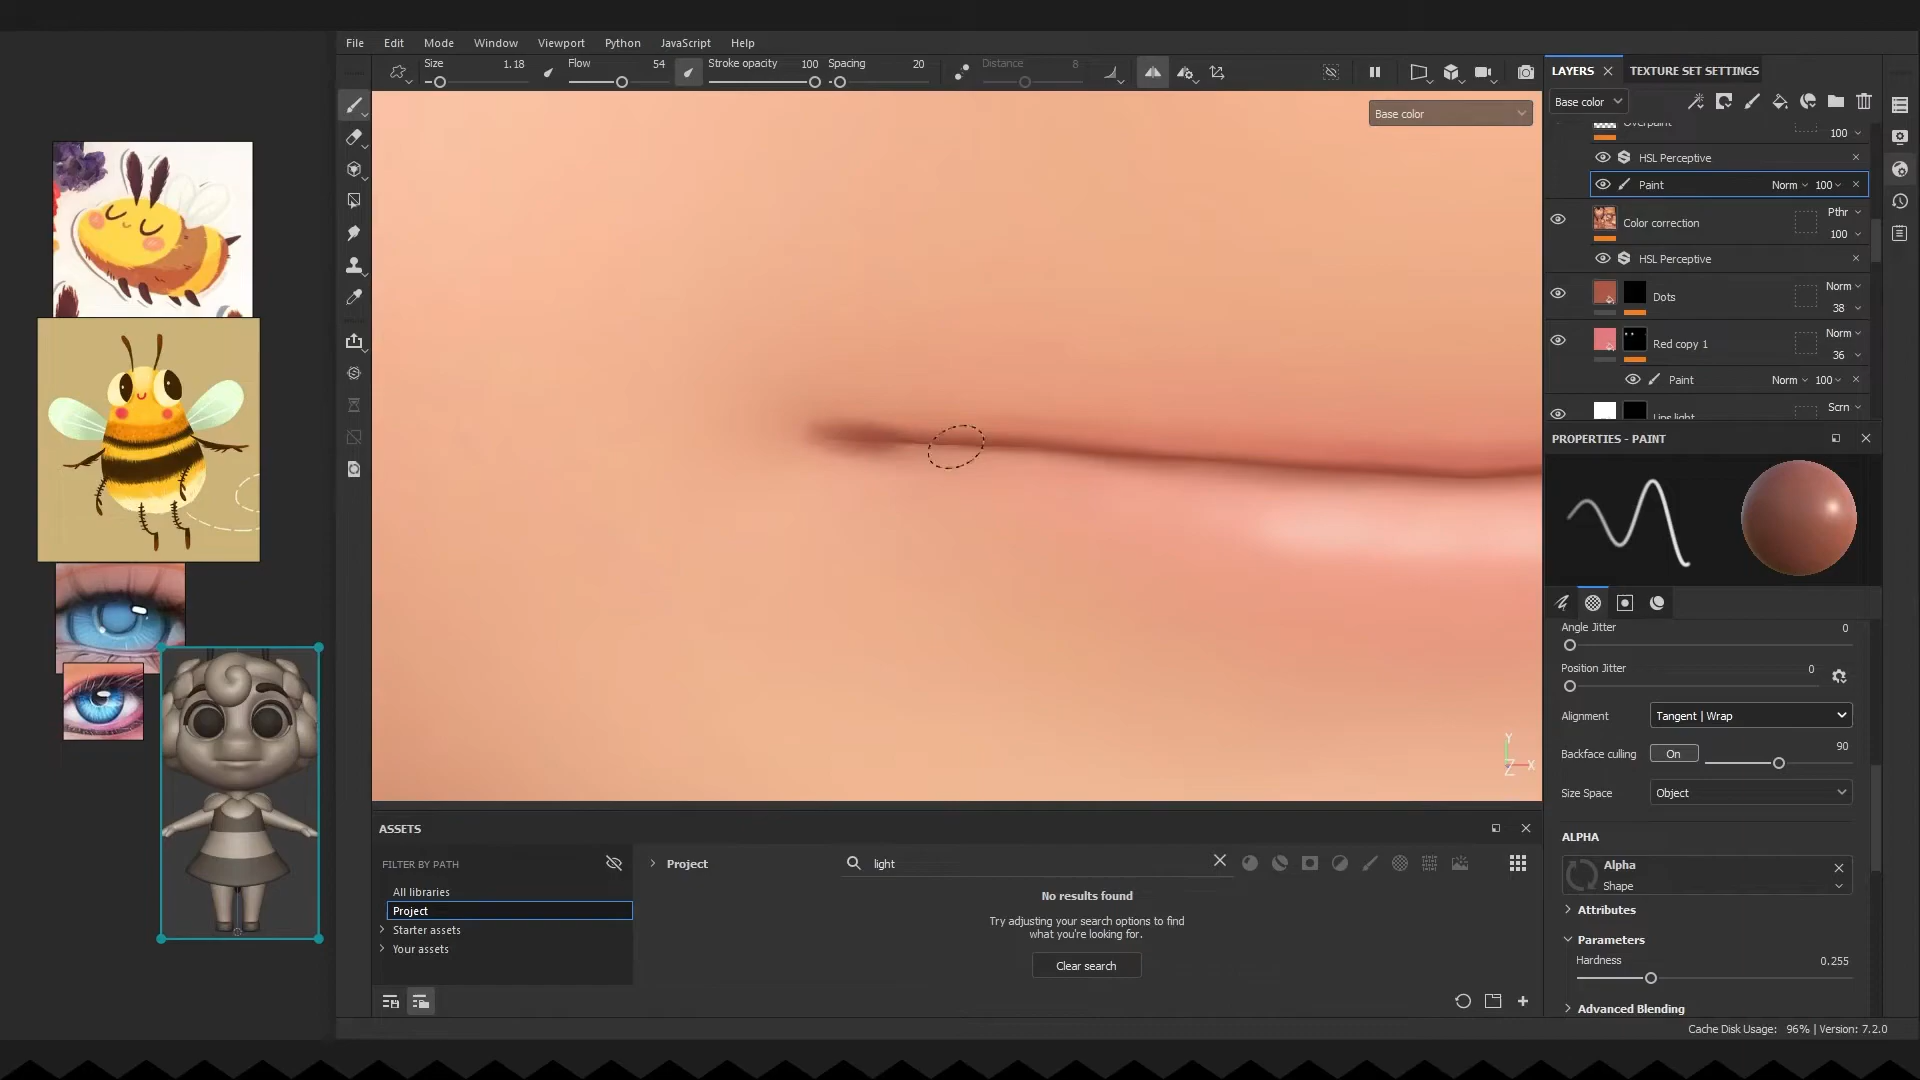 File Edit Mode Window Viewport Python JavaScript Help
Size 1.18 Flow 54 Stroke opacity 100 Spacing 20 Distance 8
Base color
LAYERS TEXTURE SET SETTINGS
Base color
Overpaint
100
HSL Perceptive
Paint Norm 100
Color correction Pthr
100
HSL Perceptive
Dots Norm
38
Red copy 1 Norm
36
Paint Norm 100
Lips light Scrn
PROPERTIES - PAINT
Angle Jitter 0
Position Jitter 0
Alignment Tangent | Wrap
Backface culling On 90
Size Space Object
ALPHA
Alpha
Shape
Attributes
Parameters
Hardness 0.255
Advanced Blending
Y
Z X
ASSETS
FILTER BY PATH
All libraries
Project
Starter assets
Your assets
Project
light
No results found
Try adjusting your search options to find
what you're looking for.
Clear search
Cache Disk Usage: 96% | Version: 7.2.0